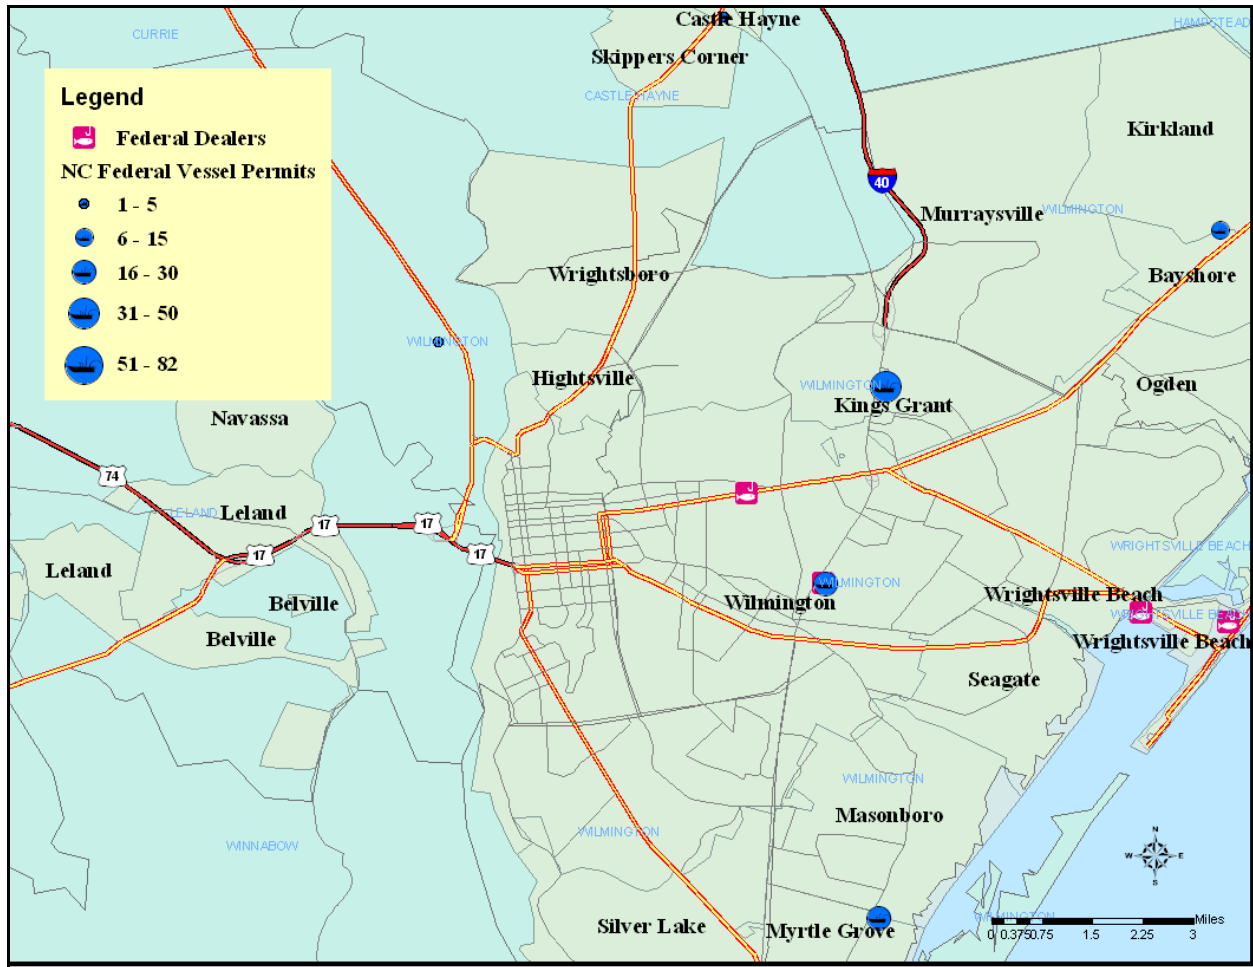 Castle Hayne
HAMPSTEAD
CURRIE
Skippers Corner
Legend
CASTLE HAYNE
Federal Dealers
Kirkland
NC Federal Vessel Permits
40
1 - 5
Murraysville
WILMINGTON
6 - 15
16 - 30
Wrightsboro
Bayshore
31 - 50
WILMINGTON
51 - 82
Hightsville
WILMINGTON
Ogden
Kings Grant
Navassa
74
LELAND
Leland
17
17
17
17
WRIGHTSVILLE BEACH
Leland
WILMINGTON
Belville
Wilmington
Wrightsville Beach
WRIGHTSVILLE BEACH
Belville
Wrightsville Beach
Seagate
WILMINGTON
Masonboro
WILMINGTON
WINNABOW
N
W E
S
Silver Lake
Myrtle Grove
WILMINGTON
Miles
0 0.375 0.75 1.5 2.25 3